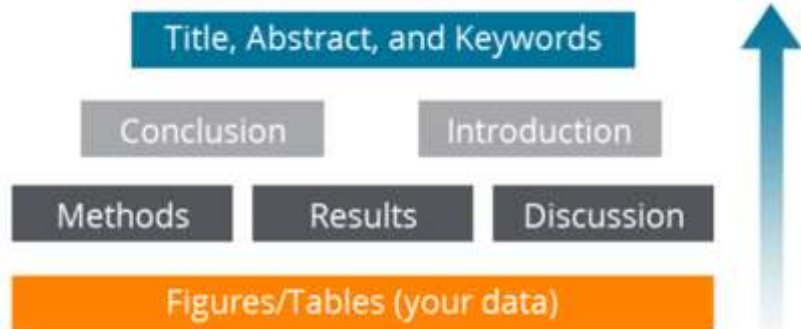 Title, Abstract, and Keywords
Conclusion
Introduction
Methods
Results
Discussion
Figures/Tables (your data)